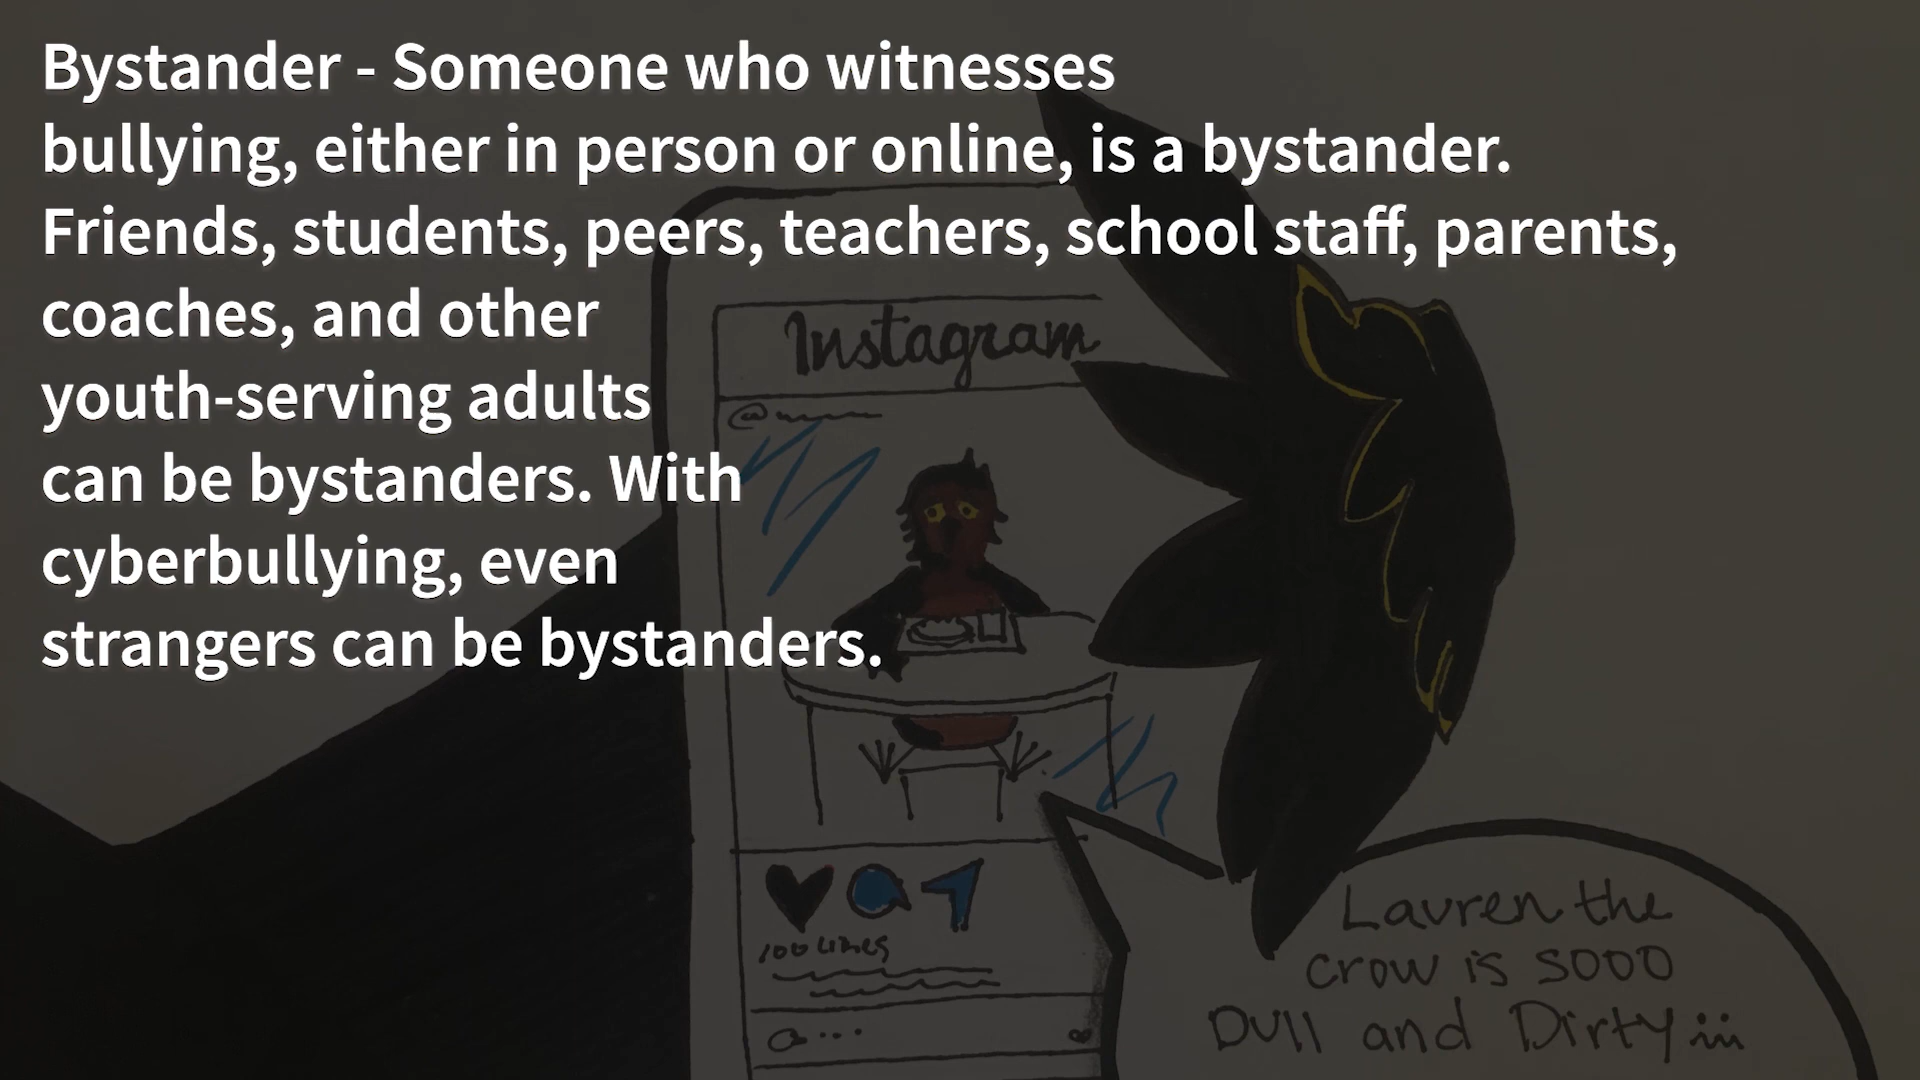 Bystander - Someone who witnesses
bullying, either in person or online, is a bystander.
Friends, students, peers, teachers, school staff, parents,
coaches, and other
youth-serving adults
can be bystanders. With
cyberbullying, even
strangers can be bystanders.
Instagram
@
100 likes
Lauren the
crow is sooo
Dull and Dirty